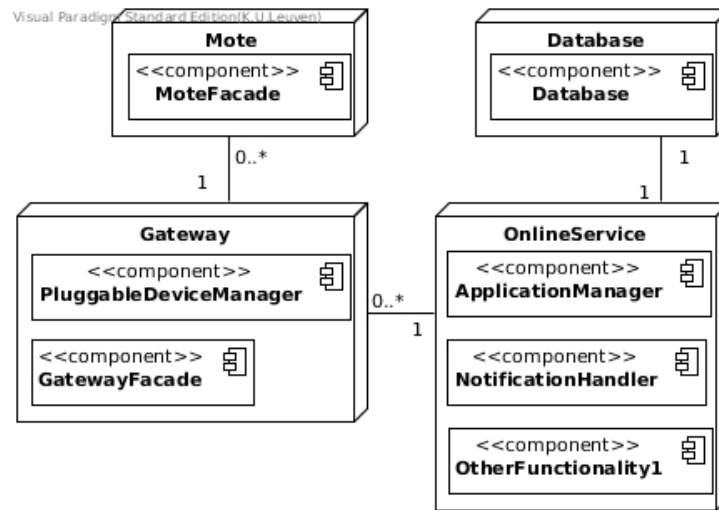 Visual Paradigm Standard Edition(K.U.Leuven)
Mote
<<component>>
MoteFacade
Database
<<component>>
Database
0..*
1
1
1
Gateway
<<component>>
PluggableDeviceManager
<<component>>
GatewayFacade
0..*
1
OnlineService
<<component>>
ApplicationManager
<<component>>
NotificationHandler
<<component>>
OtherFunctionality1